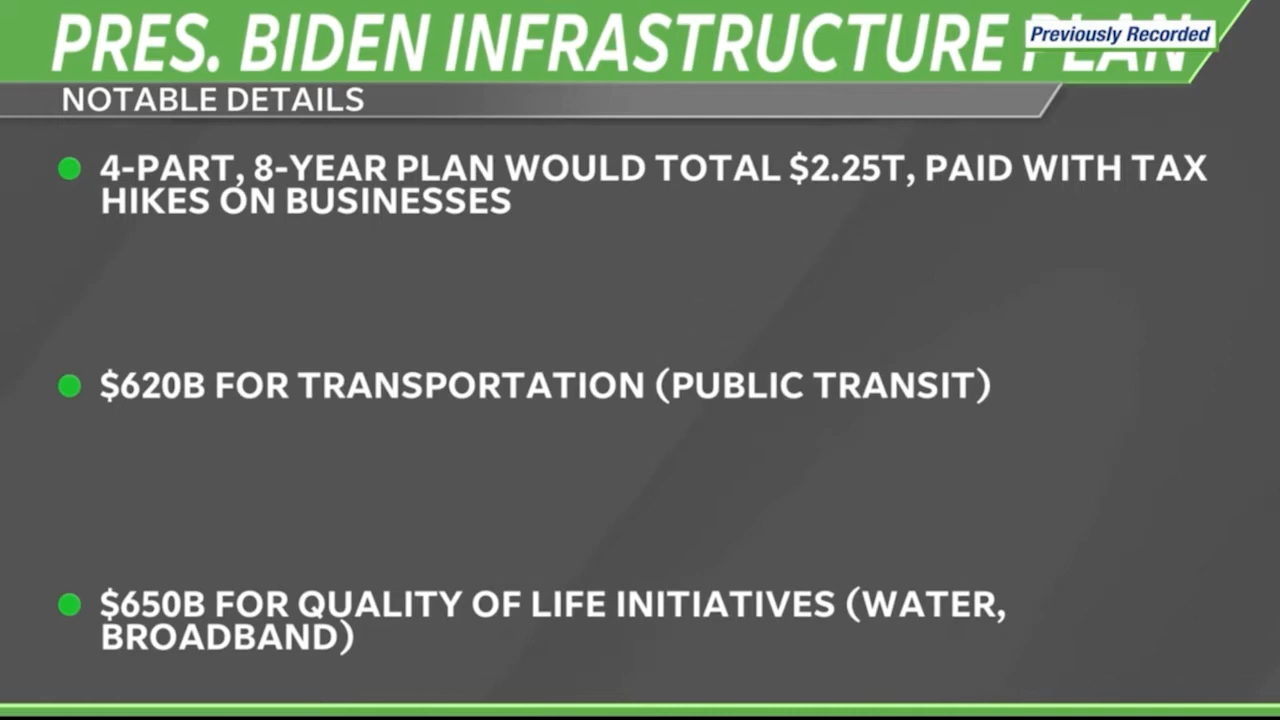 PRES. BIDEN INFRASTRUCTURE PLAN
Previously Recorded
NOTABLE DETAILS
4-PART, 8-YEAR PLAN WOULD TOTAL $2.25T, PAID WITH TAX
HIKES ON BUSINESSES
$620B FOR TRANSPORTATION (PUBLIC TRANSIT)
$650B FOR QUALITY OF LIFE INITIATIVES (WATER,
BROADBAND)